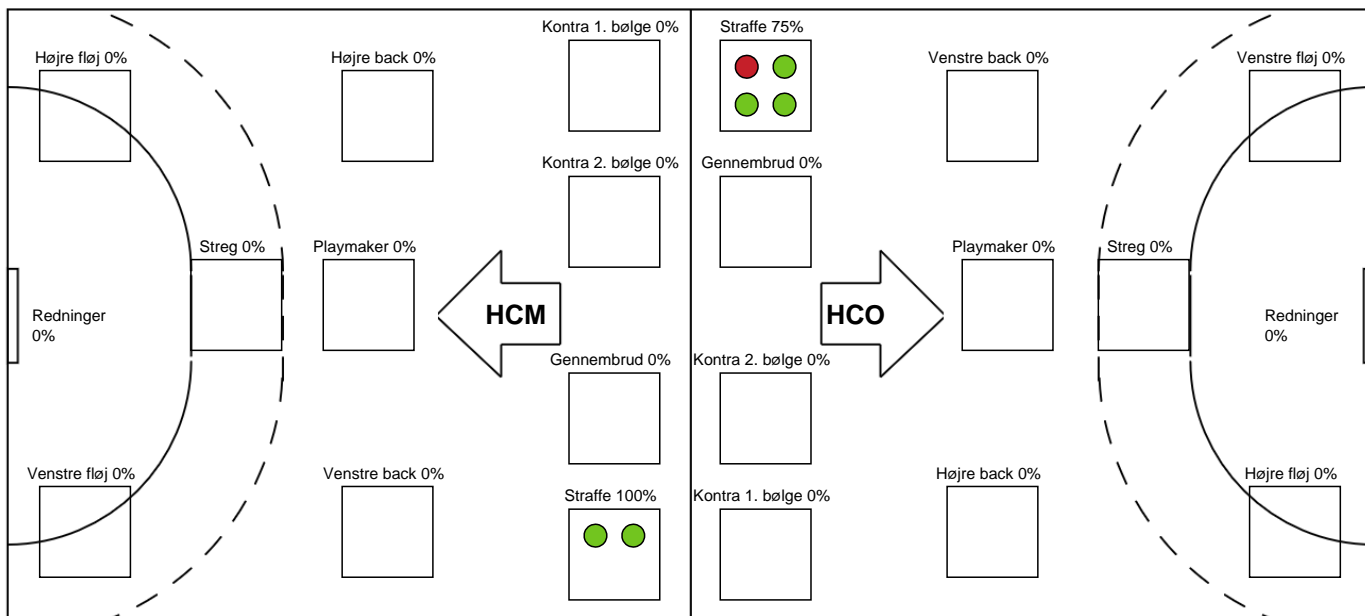 Kontra 1. bølge 0%
Straffe 75%
Højre fløj 0%
Højre back 0%
Venstre back 0%
Venstre fløj 0%
Kontra 2. bølge 0%
Gennembrud 0%
Streg 0%
Playmaker 0%
Playmaker 0%
Streg 0%
Redninger
0%
HCM
HCO
Redninger
0%
Gennembrud 0%
Kontra 2. bølge 0%
Venstre fløj 0%
Venstre back 0%
Højre back 0%
Højre fløj 0%
Straffe 100%
Kontra 1. bølge 0%